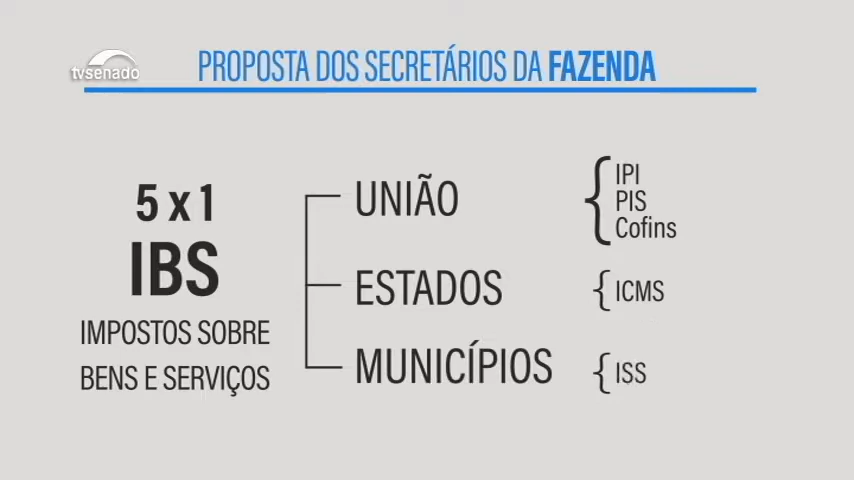 tvsenado
PROPOSTA DOS SECRETÁRIOS DA FAZENDA
5 x 1
IBS
IMPOSTOS SOBRE
BENS E SERVIÇOS
UNIÃO
IPI
PIS
Cofins
ESTADOS
ICMS
MUNICÍPIOS
ISS